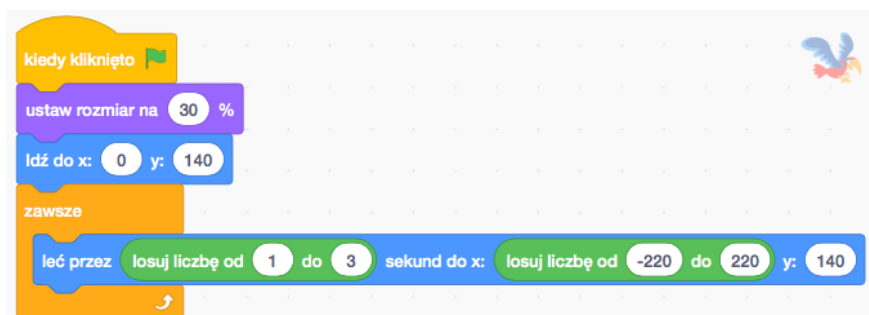 kiedy kliknięto
ustaw rozmiar na 30 %
Idź do x: 0 y: 140
zawsze
leć przez losuj liczbę od 1 do 3 sekund do x: losuj liczbę od -220 do 220 y: 140